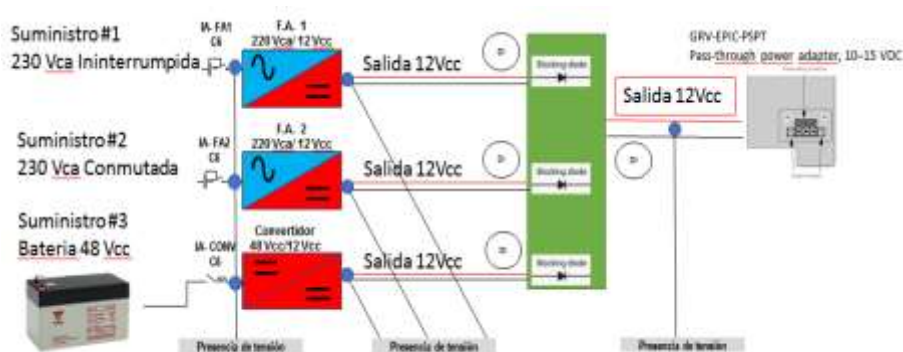 Suministro#1
230 Vca Ininterrumpida
IA- FA1
C6
F.A. 1
220 Vca/ 12 Vcc
Salida 12Vcc
D
Blocking diode
GRV-EPIC-PSPT
Pass-through power adapter, 10–15 VDC
Salida 12Vcc
Suministro#2
230 Vca Conmutada
IA- FA2
C6
F.A. 2
220 Vca/ 12 Vcc
Salida 12Vcc
D
Blocking diode
D
Suministro#3
Bateria 48 Vcc
IA- CONV
C6
Convertidor
48 Vcc/12 Vcc
Salida 12Vcc
D
Blocking diode
Presencia de tensión
Presencia de tensión
Presencia de tensión